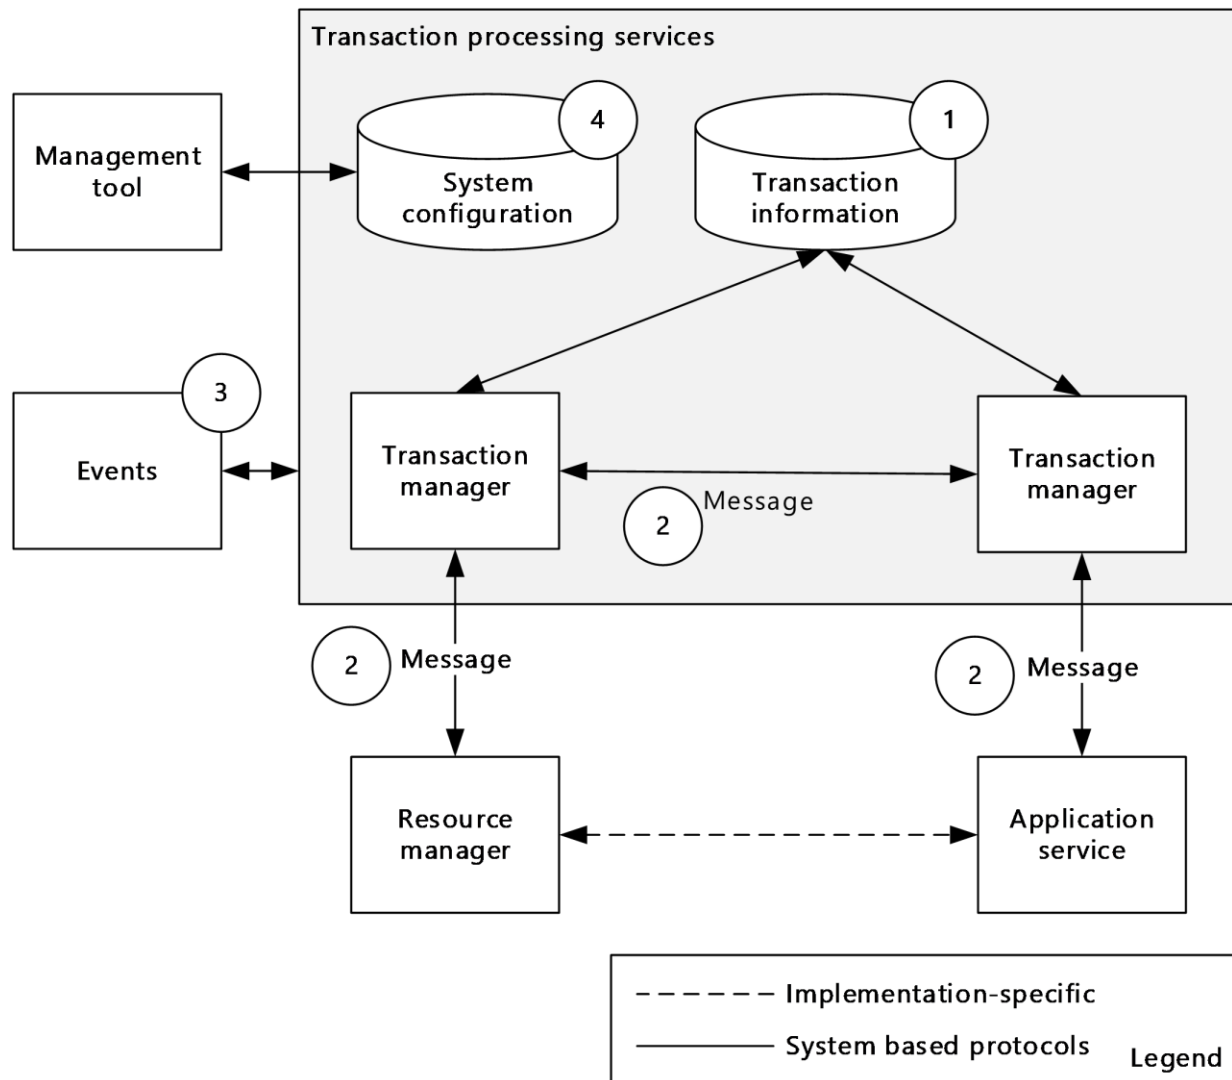 Transaction processing services
4
1
Management
tool
System
configuration
Transaction
information
3
Events
Transaction
manager
Transaction
manager
Message
2
2
Message
2
Message
Resource
manager
Application
service
Implementation-specific
System based protocols
Legend